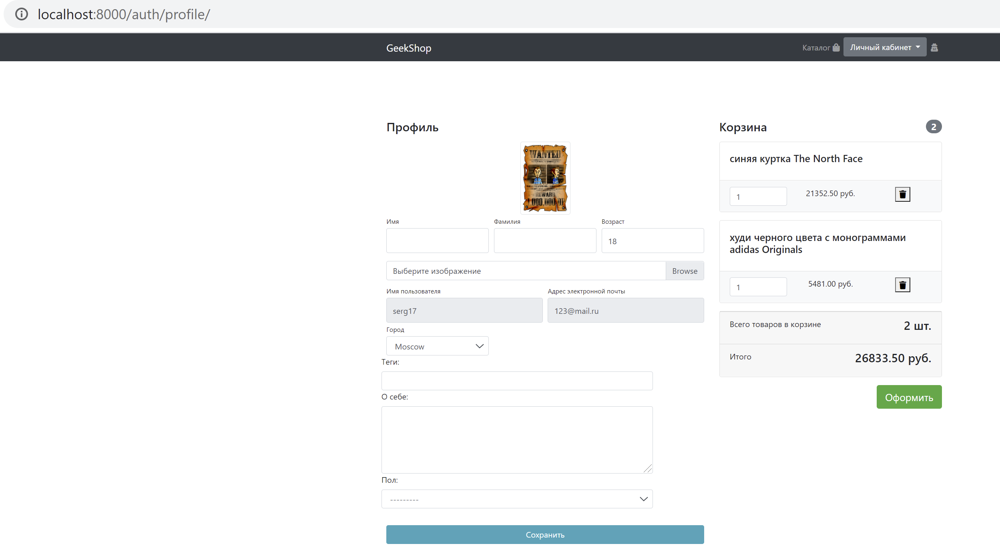 localhost:8000/auth/profile/
GeekShop
Каталог
Личный кабинет
Профиль
WANTED
REWARD
1.000.000 DP
Имя
Фамилия
Возраст
18
Выберите изображение
Browse
Имя пользователя
Адрес электронной почты
serg17
123@mail.ru
Город
Moscow
Теги:
О себе:
Пол:
---------
Сохранить
Корзина
2
синяя куртка The North Face
1
21352.50 руб.
худи черного цвета с монограммами
adidas Originals
1
5481.00 руб.
Всего товаров в корзине
2 шт.
Итого
26833.50 руб.
Оформить